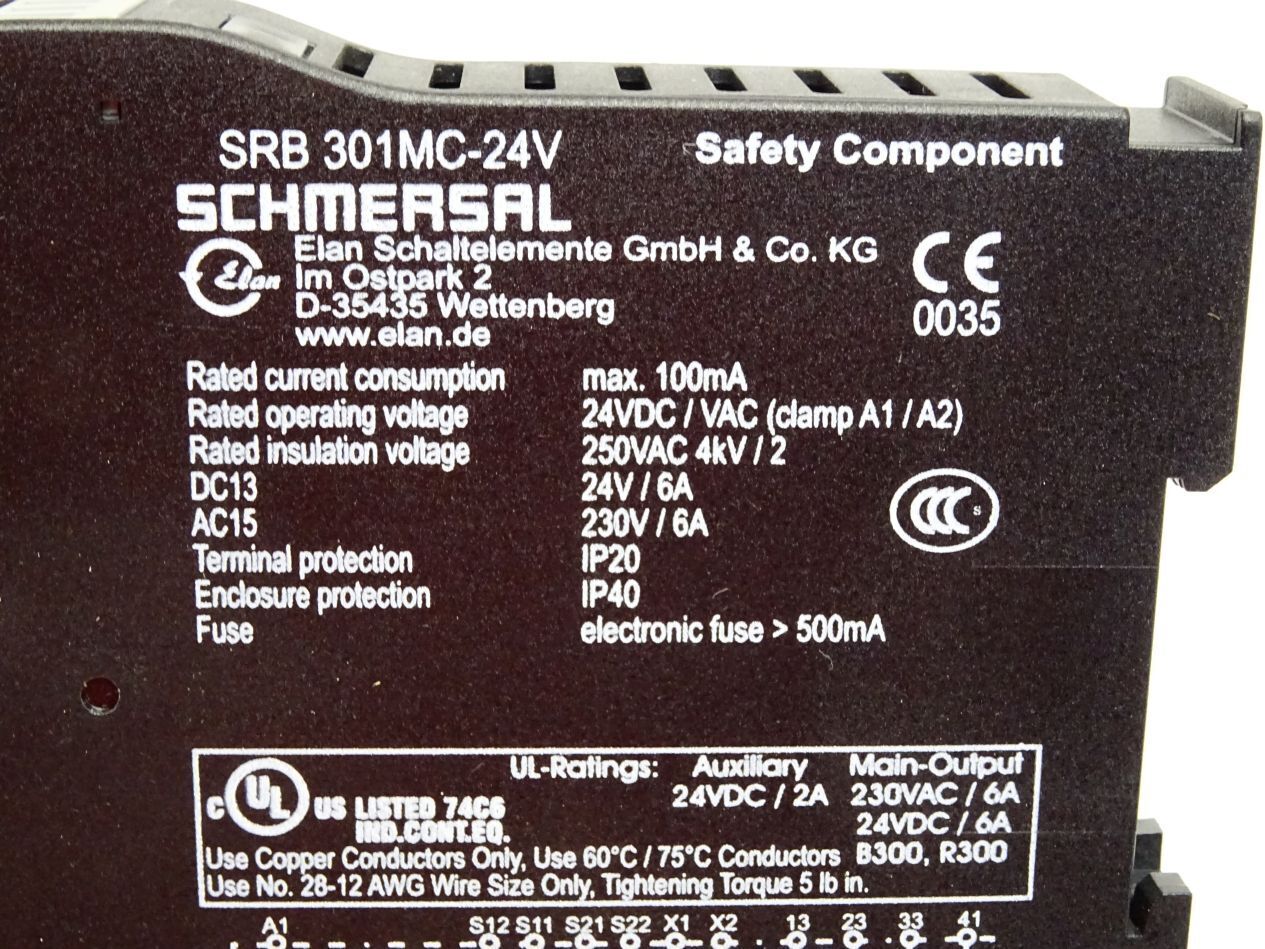 SRB 301MC-24V Safety Component
SCHMERSAL
Elan Schaltelemente GmbH & Co. KG
Elan Im Ostpark 2
D-35435 Wettenberg
www.elan.de
CE
0035
Rated current consumption max. 100mA
Rated operating voltage 24VDC / VAC (clamp A1 / A2)
Rated insulation voltage 250VAC 4kV / 2
DC13 24V / 6A
AC15 230V / 6A
CCC S
Terminal protection IP20
Enclosure protection IP40
Fuse electronic fuse > 500mA
UL-Ratings: Auxiliary Main-Output
24VDC / 2A 230VAC / 6A
C UL US LISTED 74C6 24VDC / 6A
IND.CONT.EQ.
Use Copper Conductors Only, Use 60°C / 75°C Conductors B300, R300
Use No. 28-12 AWG Wire Size Only, Tightening Torque 5 lb in.
A1 S12 S11 S21 S22 X1 X2 13 23 33 41